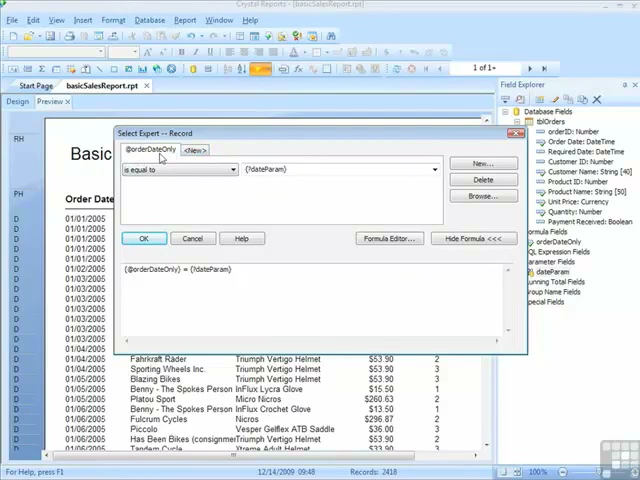 Crystal Reports - [basicSalesReport.rpt]
File Edit View Insert Format Database Report Window Help
1 of 1+
Start Page basicSalesReport.rpt
Design Preview
Field Explorer
Database Fields
tblOrders
orderID: Number
Order Date: DateTime
Required Date: DateTime
Customer ID: Number
Customer Name: String [40]
Product ID: Number
Product Name: String [50]
Unit Price: Currency
Quantity: Number
Payment Received: Boolean
Formula Fields
orderDateOnly
SQL Expression Fields
Parameter Fields
dateParam
Running Total Fields
Group Name Fields
Special Fields
RH
Basic
PH
Order Date
Select Expert -- Record
@orderDateOnly <New>
is equal to {?dateParam}
New...
Delete
Browse...
OK Cancel Help Formula Editor... Hide Formula <<<
{@orderDateOnly} = {?dateParam}
D 01/01/2005
D 01/01/2005
D 01/01/2005
D 01/01/2005
D 01/01/2005
D 01/02/2005
D 01/03/2005
D 01/03/2005
D 01/03/2005
D 01/03/2005
D 01/03/2005
D 01/04/2005
D 01/04/2005
D 01/04/2005 Fahrkraft Räder Triumph Vertigo Helmet $53.90 2
D 01/04/2005 Sporting Wheels Inc. Triumph Vertigo Helmet $53.90 3
D 01/05/2005 Blazing Bikes Triumph Vertigo Helmet $53.90 3
D 01/05/2005 Benny - The Spokes Person InFlux Lycra Glove $15.50 1
D 01/05/2005 Platou Sport Micro Nicros $260.63 2
D 01/05/2005 Benny - The Spokes Person InFlux Crochet Glove $13.50 1
D 01/06/2005 Fulcrum Cycles Nicros $296.87 2
D 01/06/2005 Piccolo Vesper Gelflex ATB Saddle $36.00 3
D 01/06/2005 Has Been Bikes (consignment Triumph Vertigo Helmet $53.90 2
D 01/06/2005 Tandem Cycle Triumph Vertigo Helmet $53.90 3
For Help, press F1 12/14/2009 09:48 Records: 2418 100%